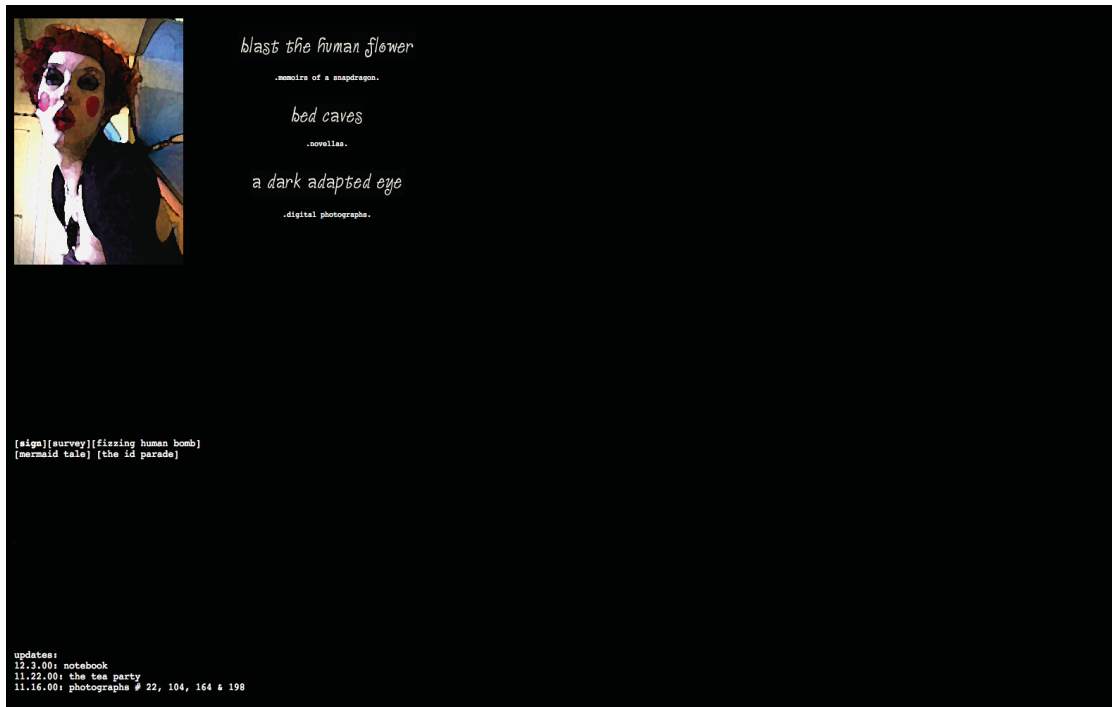 blast the human flower
.memoirs of a snapdragon.
bed caves
.novellas.
a dark adapted eye
.digital photographs.
[sign][survey][fizzing human bomb]
[mermaid tale] [the id parade]
updates:
12.3.00: notebook
11.22.00: the tea party
11.16.00: photographs # 22, 104, 164 & 198